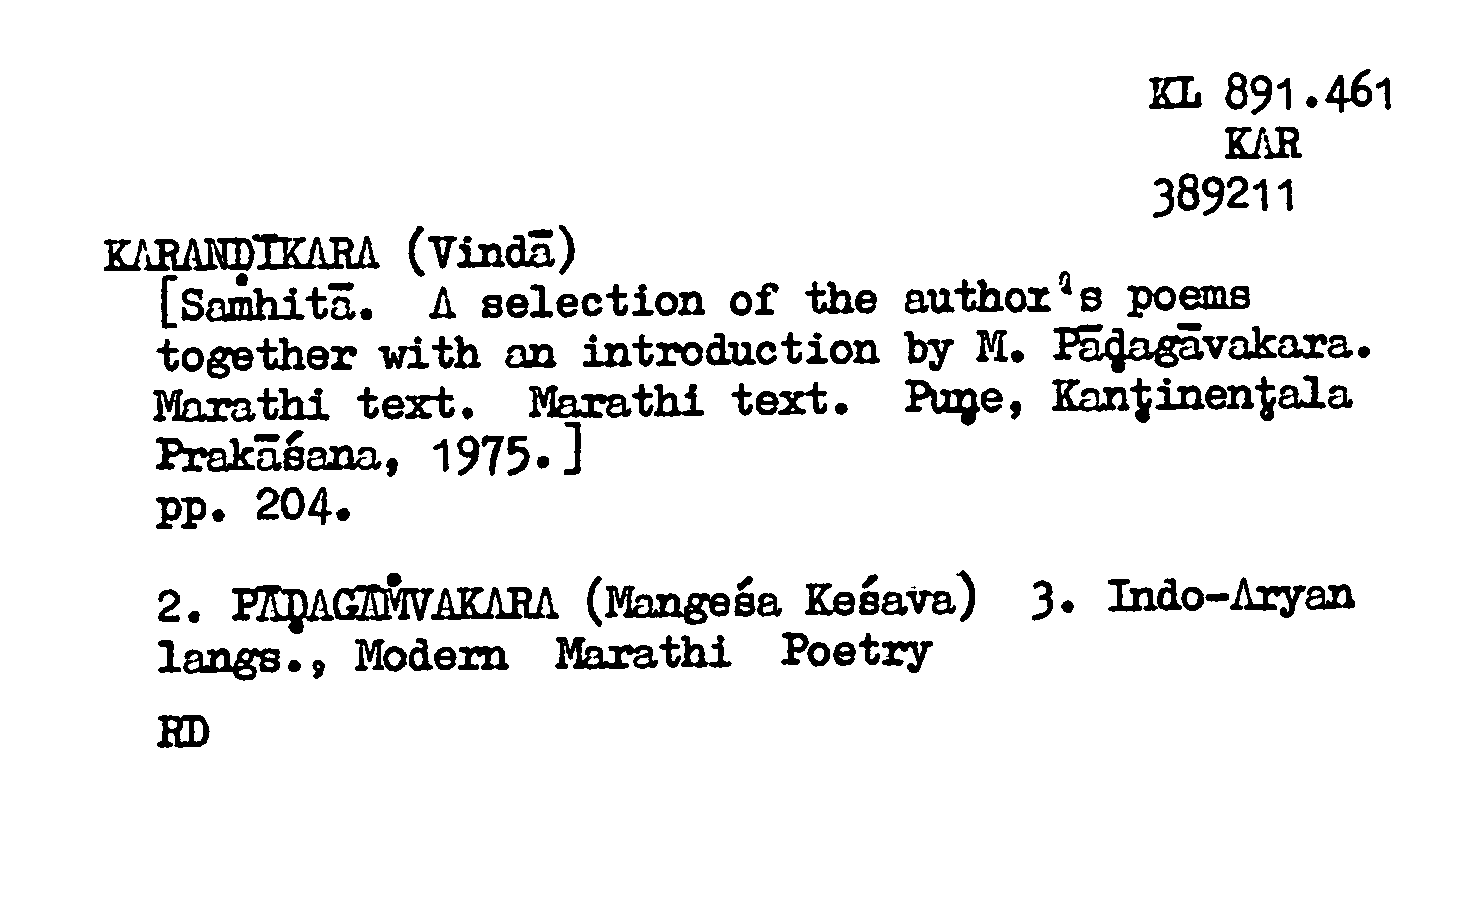 KL 891.461
KAR
389211
KARANḌĪKARA (Vindā)
[Saṁhitā. A selection of the author's poems
together with an introduction by M. Pāḍagāvakara.
Marathi text. Marathi text. Puṇe, Kanṭinenṭala
Prakāśana, 1975.]
pp. 204.
2. PĀḌAGĀṀVAKARA (Mangeśa Keśava) 3. Indo-Aryan
langs., Modern Marathi Poetry
RD